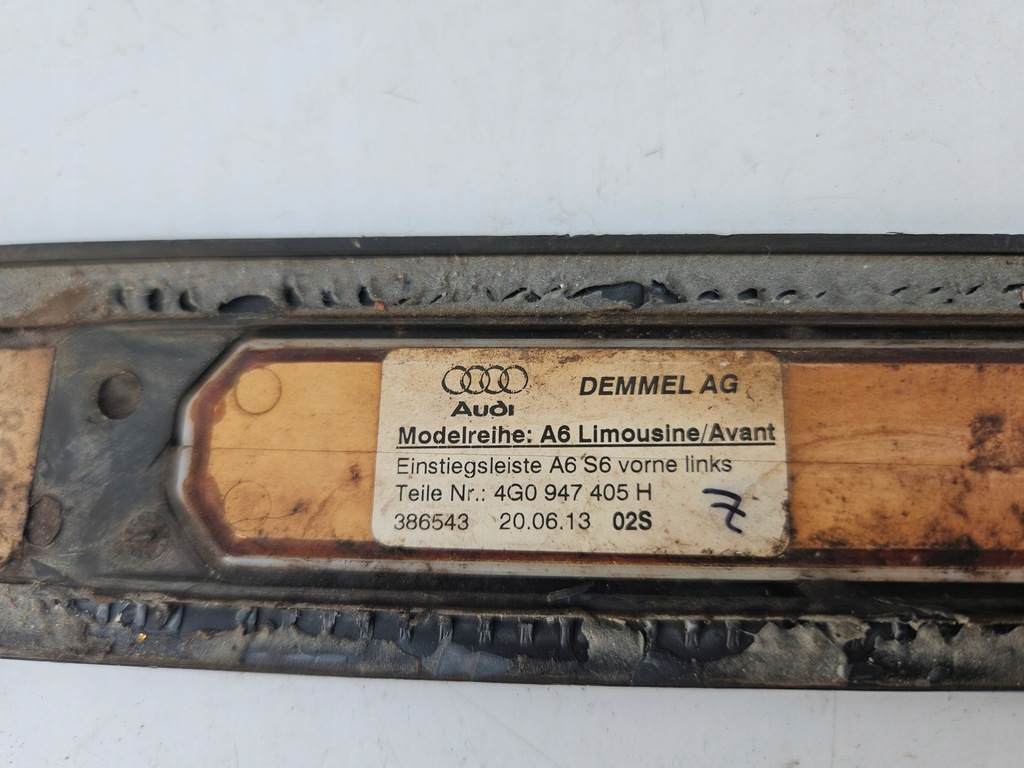 Audi DEMMEL AG
Modelreihe: A6 Limousine/Avant
Einstiegsleiste A6 S6 vorne links
Teile Nr.: 4G0 947 405 H
386543 20.06.13 02S
7